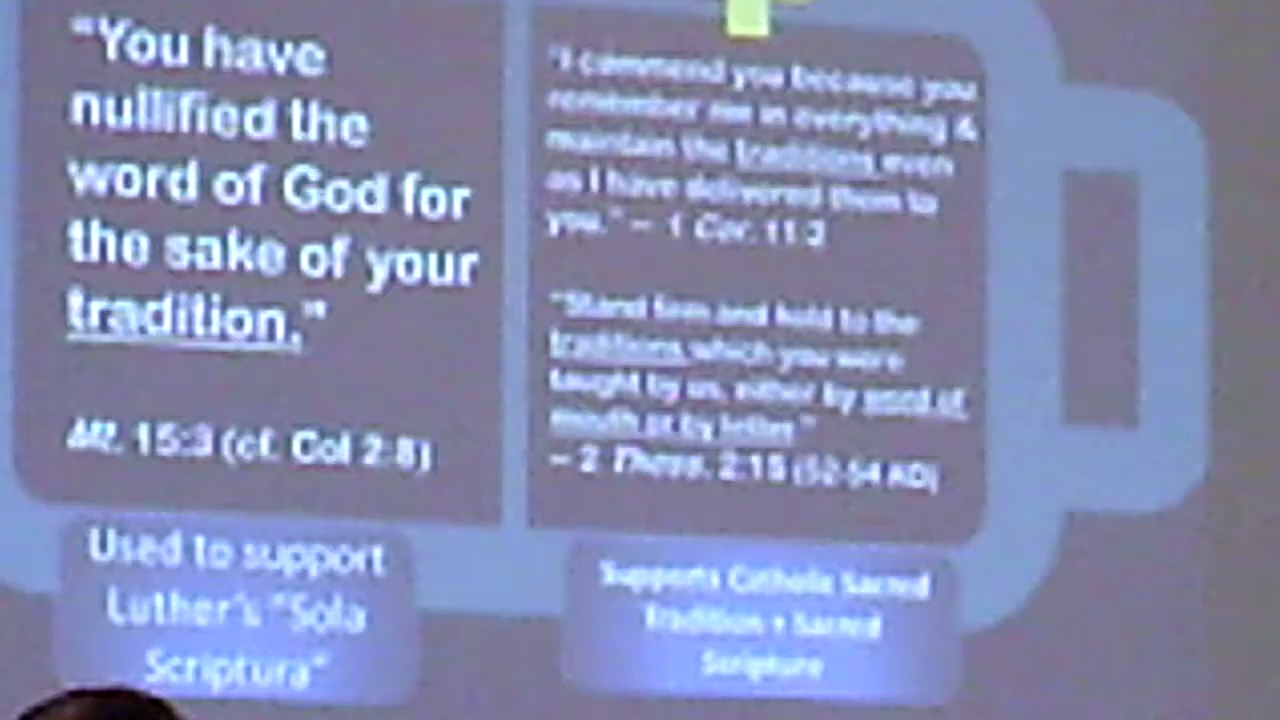 "You have
nullified the
word of God for
the sake of your
tradition."
Mt. 15:3 (cf. Col 2:8)
"I commend you because you
remember me in everything &
maintain the traditions even
as I have delivered them to
you." – 1 Cor. 11:2
"Stand firm and hold to the
traditions which you were
taught by us, either by word of
mouth or by letter."
– 2 Thess. 2:15 (52-54 AD)
Used to support
Luther's "Sola
Scriptura"
Supports Catholic Sacred
Tradition + Sacred
Scripture